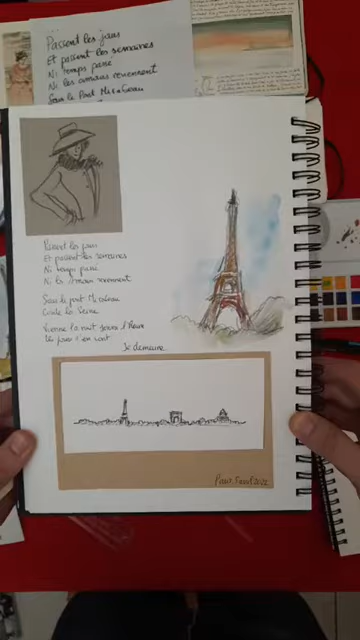 Passent les jours
Et passent les semaines
Ni temps passé
Ni les amours reviennent
Sous le Pont Mirabeau
Passent les jours
Et passent les semaines
Ni temps passé
Ni les amours reviennent
Sous le pont Mirabeau
Coule la Seine
Vienne la nuit sonne l'heure
Les jours s'en vont
Je demeure